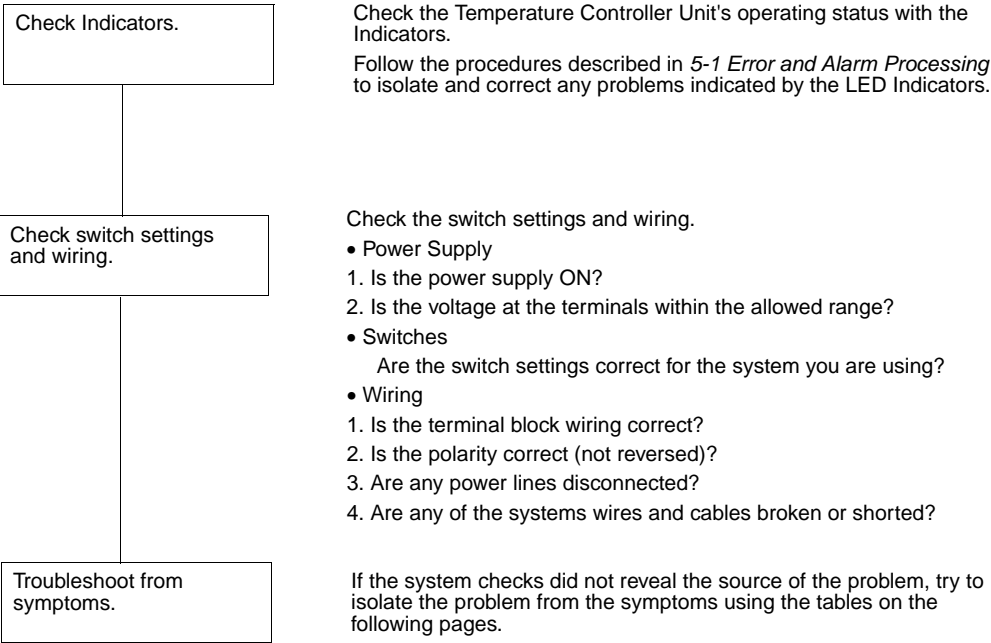 Check Indicators.
Check the Temperature Controller Unit's operating status with the
Indicators.
Follow the procedures described in 5-1 Error and Alarm Processing
to isolate and correct any problems indicated by the LED Indicators.
Check switch settings
and wiring.
Check the switch settings and wiring.
• Power Supply
1. Is the power supply ON?
2. Is the voltage at the terminals within the allowed range?
• Switches
Are the switch settings correct for the system you are using?
• Wiring
1. Is the terminal block wiring correct?
2. Is the polarity correct (not reversed)?
3. Are any power lines disconnected?
4. Are any of the systems wires and cables broken or shorted?
Troubleshoot from
symptoms.
If the system checks did not reveal the source of the problem, try to
isolate the problem from the symptoms using the tables on the
following pages.